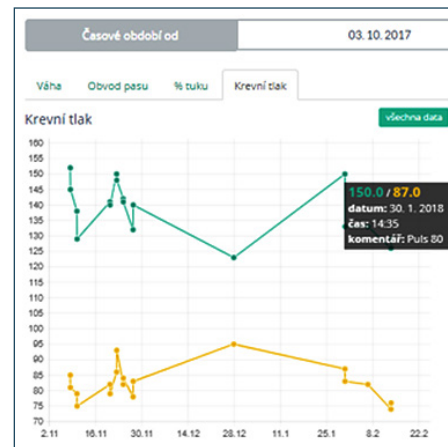 Časové období od 03. 10. 2017
Váha Obvod pasu % tuku Krevní tlak
Krevní tlak
všechna data
160
155
150
145
140
135
130
125
120
115
110
105
100
95
90
85
80
75
70
150.0 / 87.0
datum: 30. 1. 2018
čas: 14:35
komentář: Puls 80
2.11 16.11 30.11 14.12 28.12 11.1 25.1 8.2 22.2